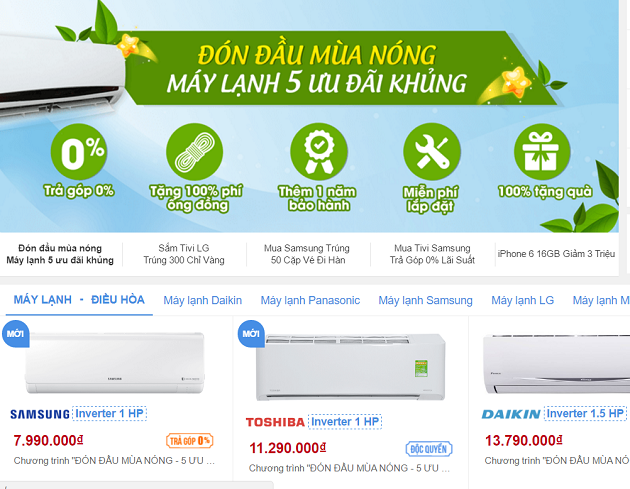 ĐÓN ĐẦU MÙA NÓNG
MÁY LẠNH 5 ƯU ĐÃI KHỦNG
0%
Trả góp 0%
Tặng 100% phí
ống đồng
Thêm 1 năm
bảo hành
Miễn phí
lắp đặt
100% tặng quà
Đón đầu mùa nóng
Máy lạnh 5 ưu đãi khủng
Sắm Tivi LG
Trúng 300 Chỉ Vàng
Mua Samsung Trúng
50 Cặp Vé Đi Hàn
Mua Tivi Samsung
Trả Góp 0% Lãi Suất
iPhone 6 16GB Giảm 3 Triệu
MÁY LẠNH - ĐIỀU HÒA Máy lạnh Daikin Máy lạnh Panasonic Máy lạnh Samsung Máy lạnh LG Máy lạnh M
MỚI
SAMSUNG
SAMSUNG Inverter 1 HP
7.990.000₫
TRẢ GÓP 0%
Chương trình "ĐÓN ĐẦU MÙA NÓNG - 5 ƯU ...
MỚI
TOSHIBA Inverter 1 HP
11.290.000₫
ĐỘC QUYỀN
Chương trình "ĐÓN ĐẦU MÙA NÓNG - 5 ƯU ...
DAIKIN Inverter 1.5 HP
13.790.000₫
Chương trình "ĐÓN ĐẦU MÙA NÓ